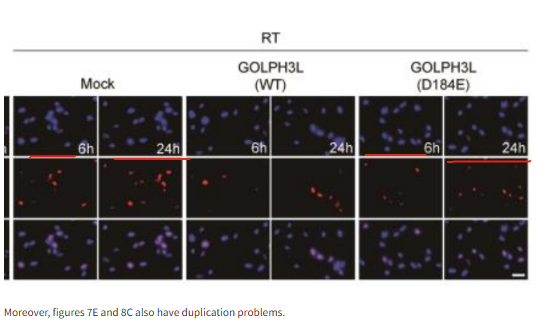 RT
Mock
GOLPH3L
(WT)
GOLPH3L
(D184E)
6h
24h
6h
24h
6h
24h
Moreover, figures 7E and 8C also have duplication problems.